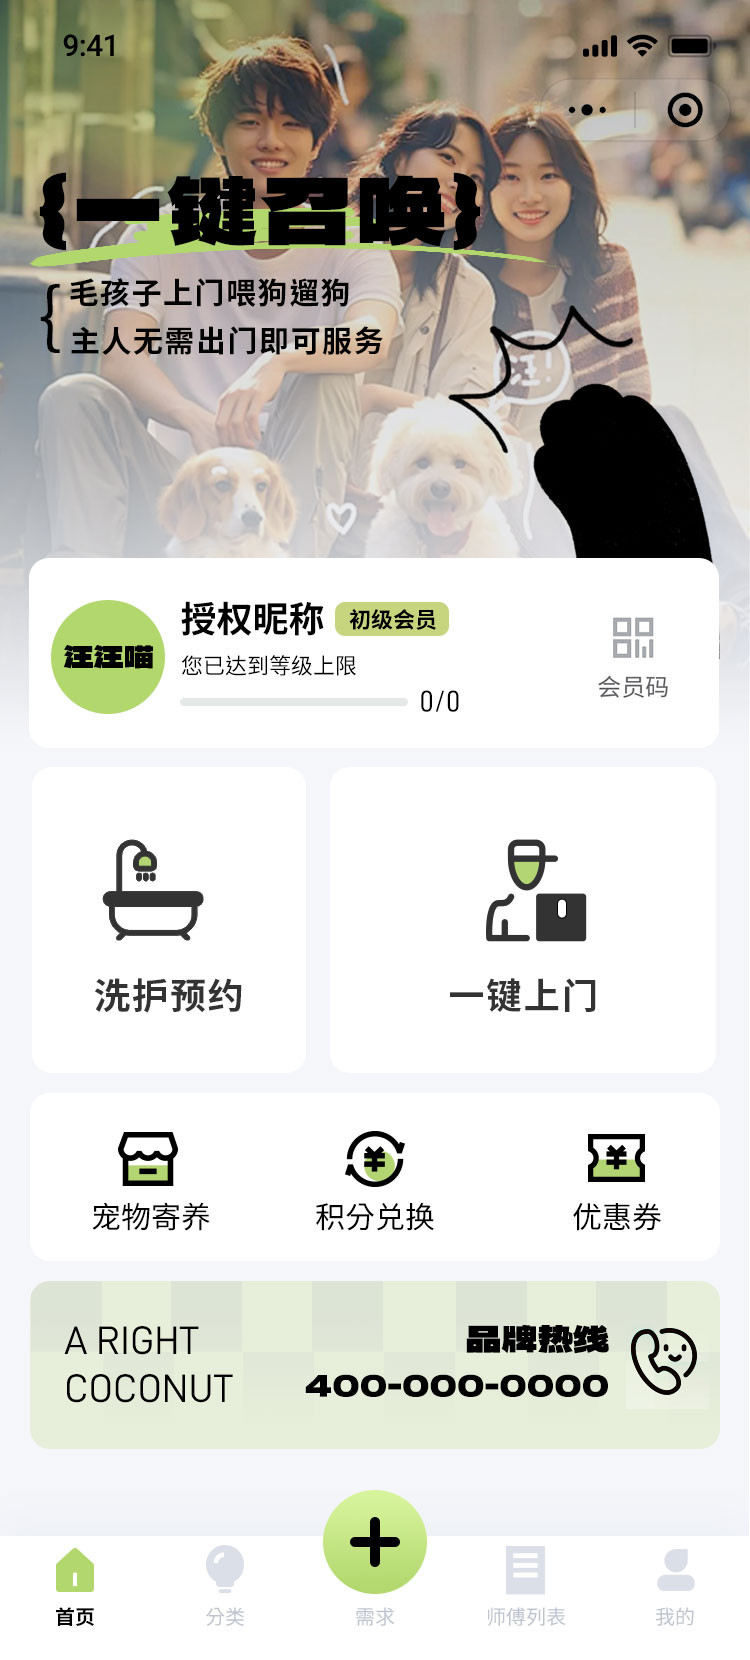 9:41
{一键召唤}
毛孩子上门喂狗遛狗
主人无需出门即可服务
汪!
汪汪喵
授权昵称
初级会员
您已达到等级上限
0/0
会员码
洗护预约
一键上门
宠物寄养
积分兑换
优惠券
A RIGHT
COCONUT
品牌热线
400-000-0000
首页
分类
需求
师傅列表
我的